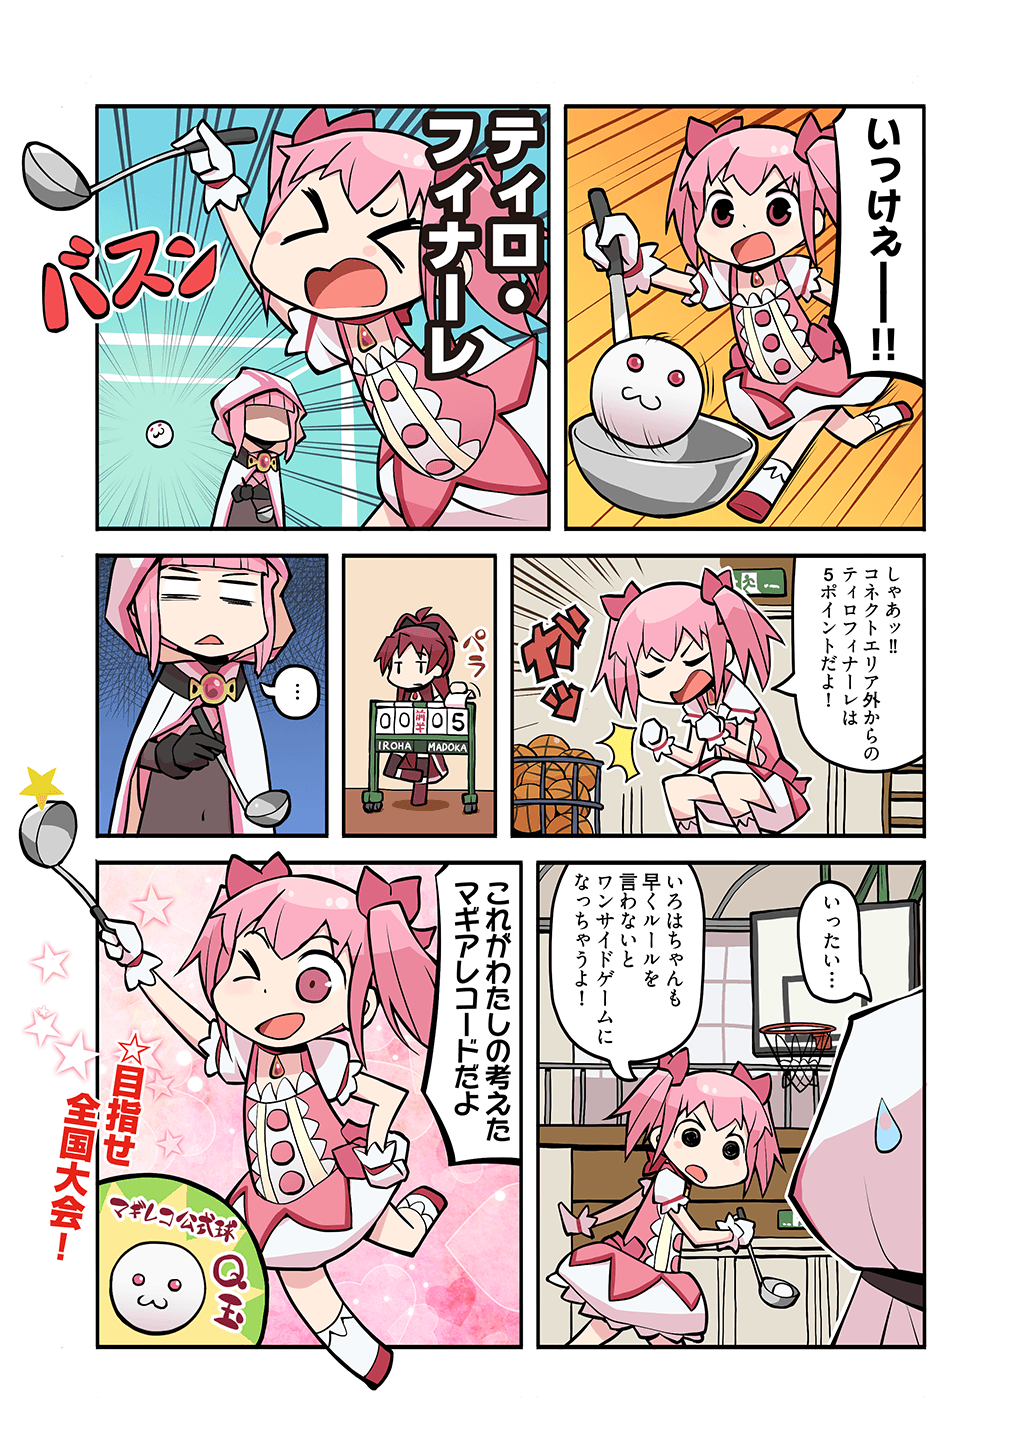 いっけぇ――!!
ティロ・
フィナーレ
バスン
しゃあッ!!
コネクトエリア外からの
ティロフィナーレは
5ポイントだよ!
ガッ
ペラ
00 前半 05
IROHA MADOKA
…
いったい…
いろはちゃんも
早くルールを
言わないと
ワンサイドゲームに
なっちゃうよ!
これがわたしの考えた
マギアレコードだよ
☆目指せ
全国大会!
マギレコ公式球
Q玉